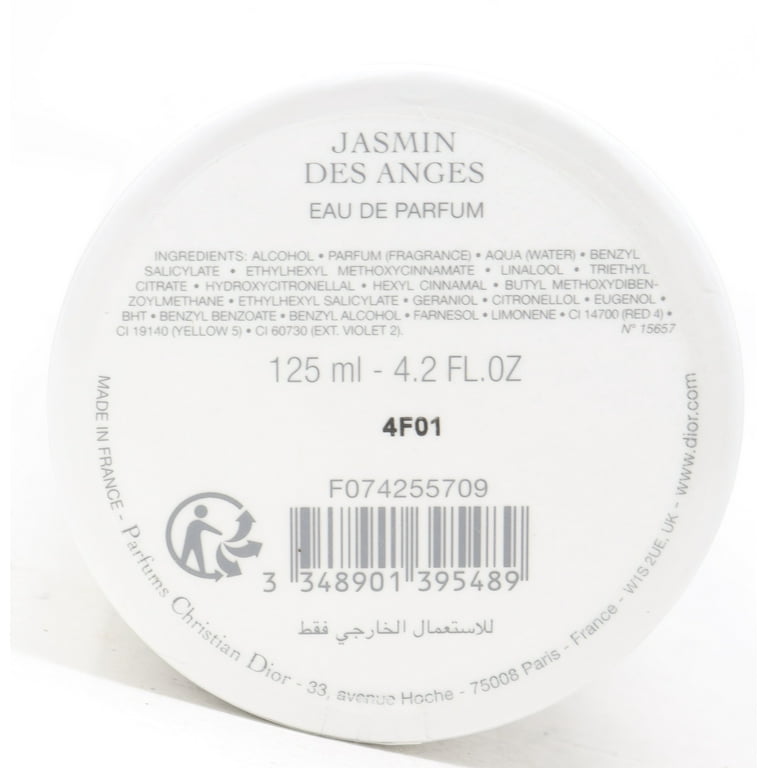 JASMIN
DES ANGES
EAU DE PARFUM
INGREDIENTS: ALCOHOL • PARFUM (FRAGRANCE) • AQUA (WATER) • BENZYL
SALICYLATE • ETHYLHEXYL METHOXYCINNAMATE • LINALOOL • TRIETHYL
CITRATE • HYDROXYCITRONELLAL • HEXYL CINNAMAL • BUTYL METHOXYDIBEN-
ZOYLMETHANE • ETHYLHEXYL SALICYLATE • GERANIOL • CITRONELLOL • EUGENOL •
BHT • BENZYL BENZOATE • BENZYL ALCOHOL • FARNESOL • LIMONENE • CI 14700 (RED 4) •
CI 19140 (YELLOW 5) • CI 60730 (EXT. VIOLET 2). N° 15657
125 ml - 4.2 FL.OZ
4F01
F074255709
3 348901 395489
للاستعمال الخارجي فقط
MADE IN FRANCE - Parfums Christian Dior - 33, avenue Hoche - 75008 Paris - France - W1S 2UE, UK - www.dior.com